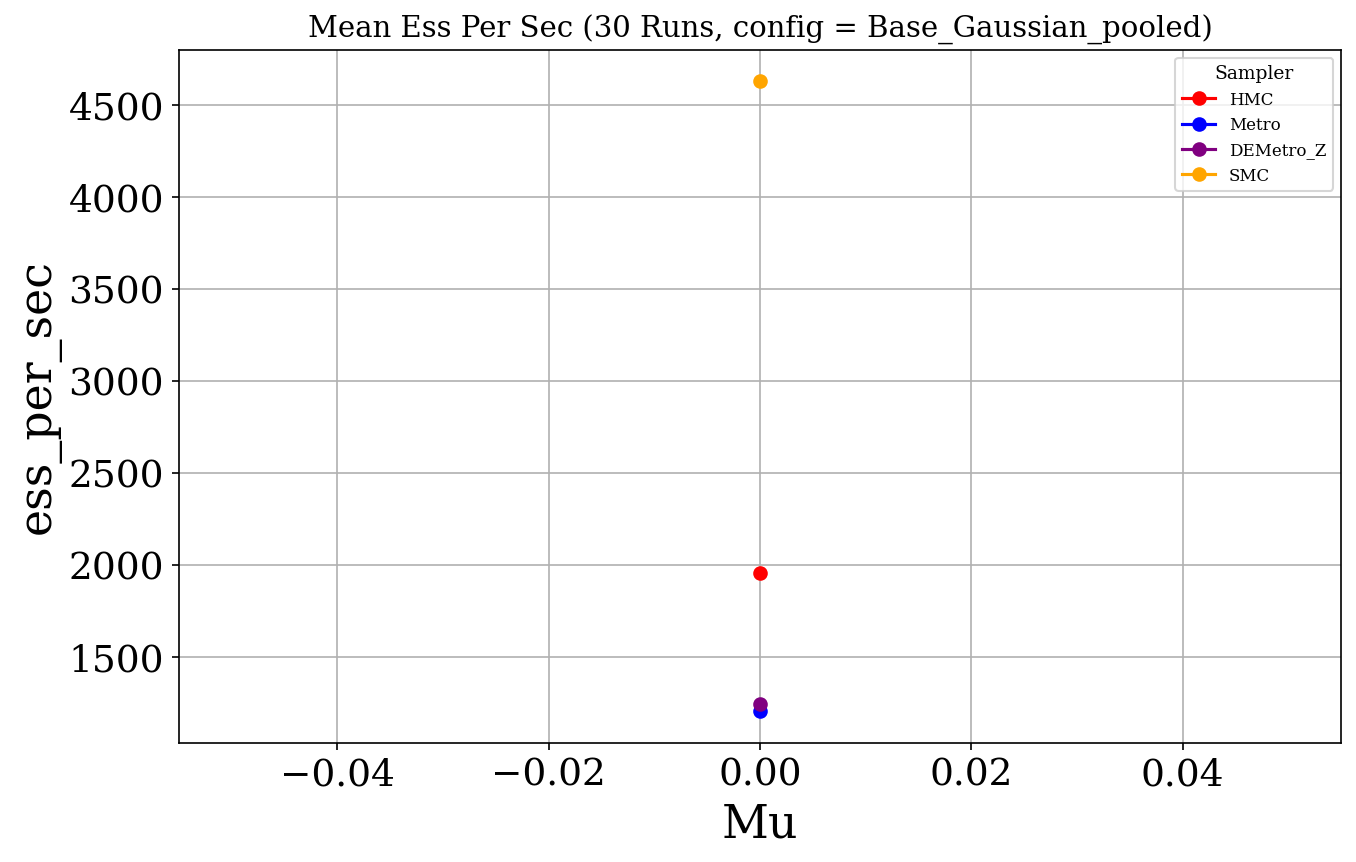 Mean Ess Per Sec (30 Runs, config = Base_Gaussian_pooled)
Sampler
HMC
Metro
DEMetro_Z
SMC
ess_per_sec
4500
4000
3500
3000
2500
2000
1500
−0.04 −0.02 0.00 0.02 0.04
Mu